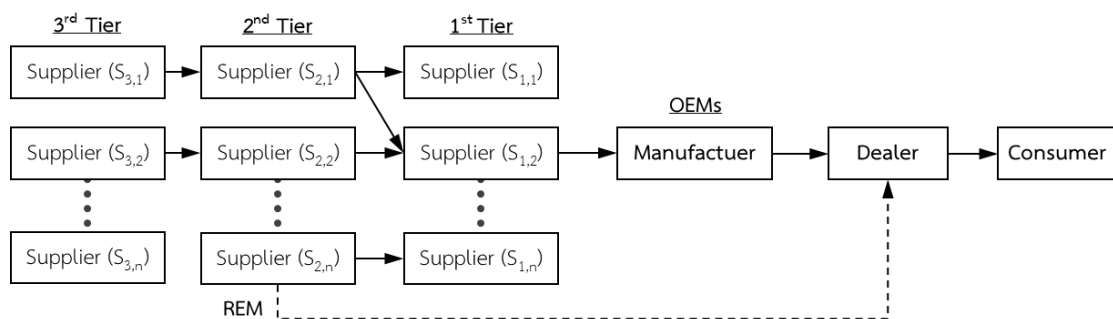 3rd Tier
2nd Tier
1st Tier
Supplier (S3,1)
Supplier (S2,1)
Supplier (S1,1)
OEMs
Supplier (S3,2)
Supplier (S2,2)
Supplier (S1,2)
Manufactuer
Dealer
Consumer
Supplier (S3,n)
Supplier (S2,n)
Supplier (S1,n)
REM